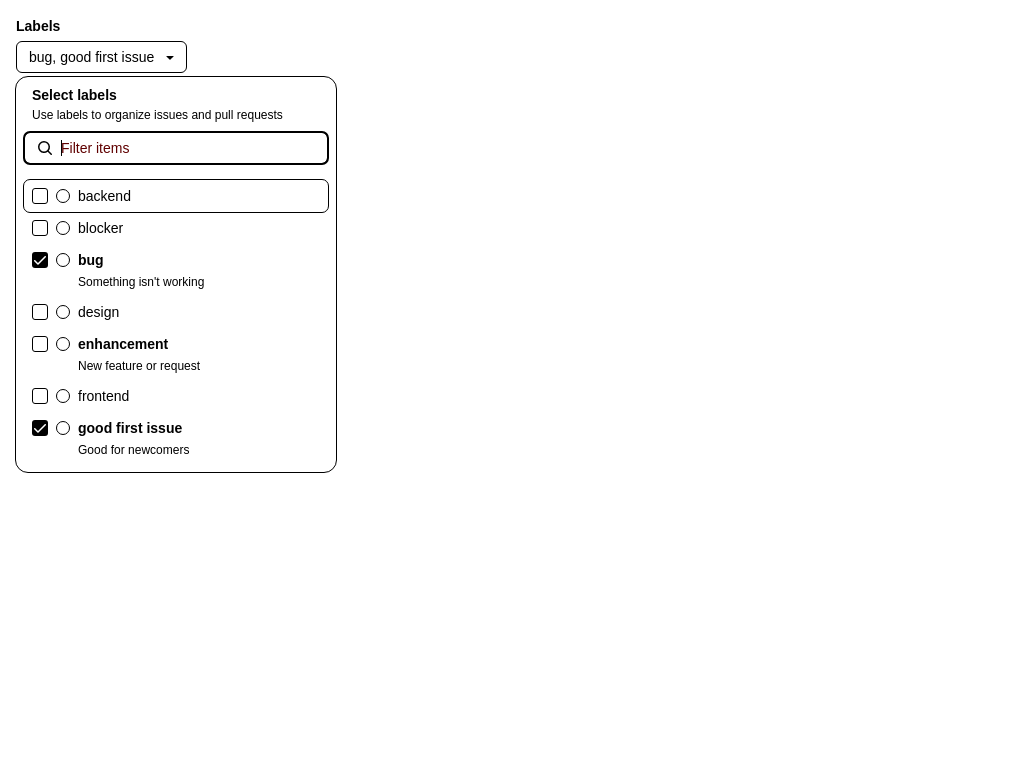 Labels
bug, good first issue
Select labels
Use labels to organize issues and pull requests
Filter items
backend
blocker
bug
Something isn't working
design
enhancement
New feature or request
frontend
good first issue
Good for newcomers